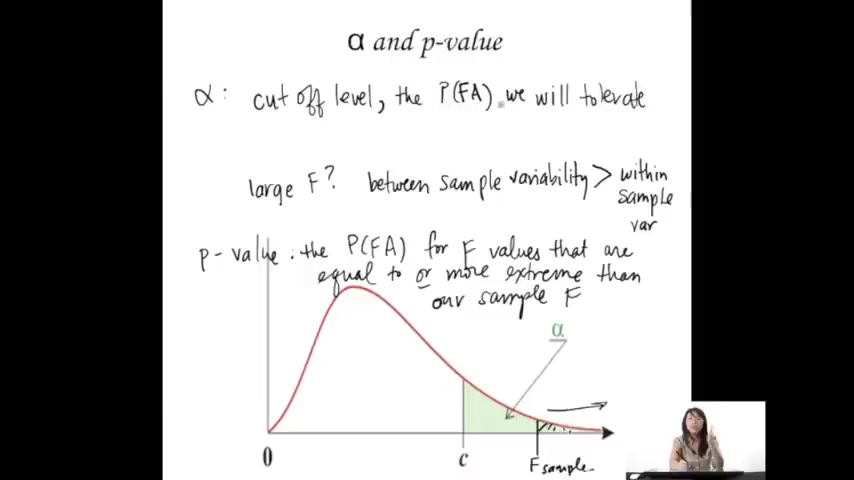 α and p-value
α: cut off level, the P(FA) we will tolerate
large F? between sample variability > within
sample
var
p-value: the P(FA) for F values that are
equal to or more extreme than
our sample F
α
0 c F sample